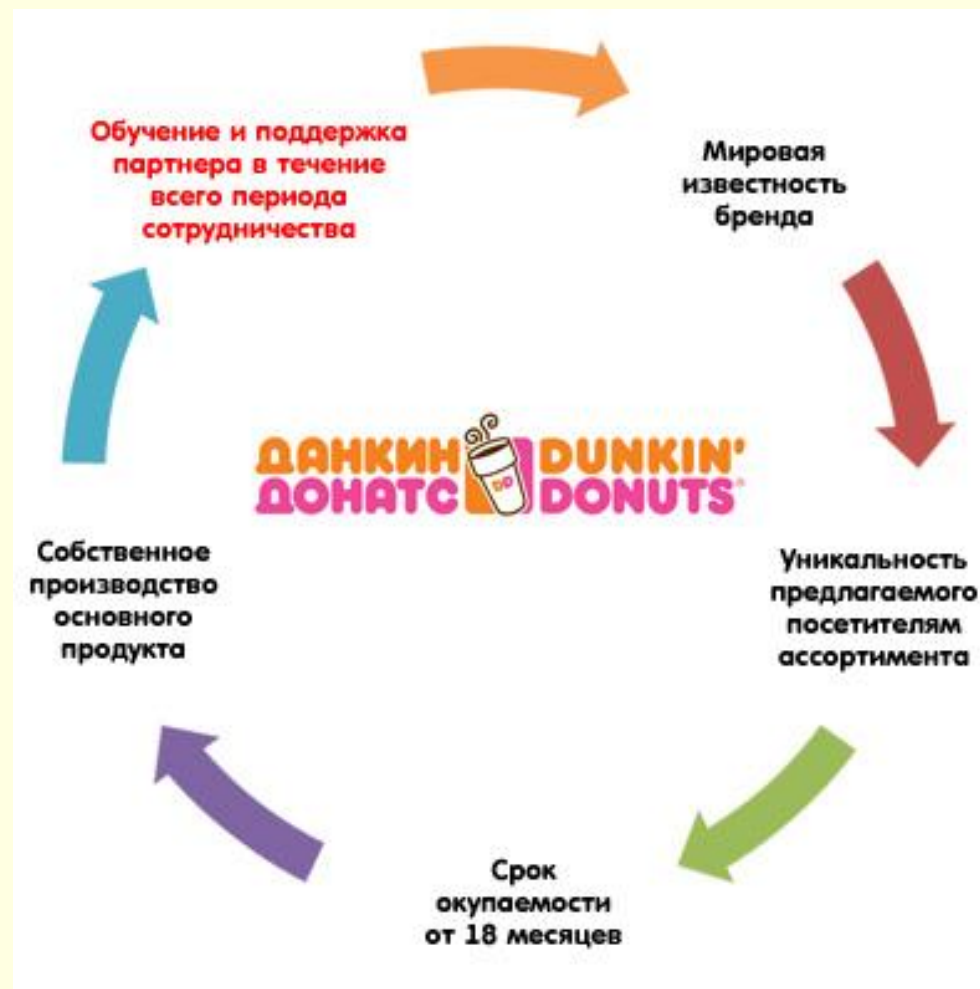 Обучение и поддержка
партнера в течение
всего периода
сотрудничества
Мировая
известность
бренда
ДАНКИН
ДОНАТС
DD
DUNKIN'
DONUTS®
Собственное
производство
основного
продукта
Уникальность
предлагаемого
посетителям
ассортимента
Срок
окупаемости
от 18 месяцев